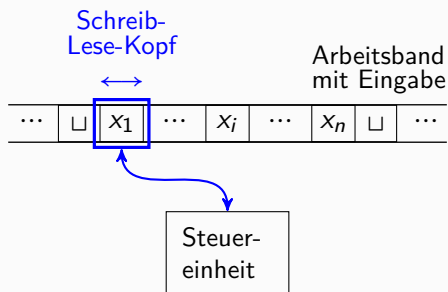 Schreib-
Lese-Kopf
Arbeitsband
mit Eingabe
... ⊔ x₁ ... xᵢ ... xₙ ⊔ ...
Steuer-
einheit